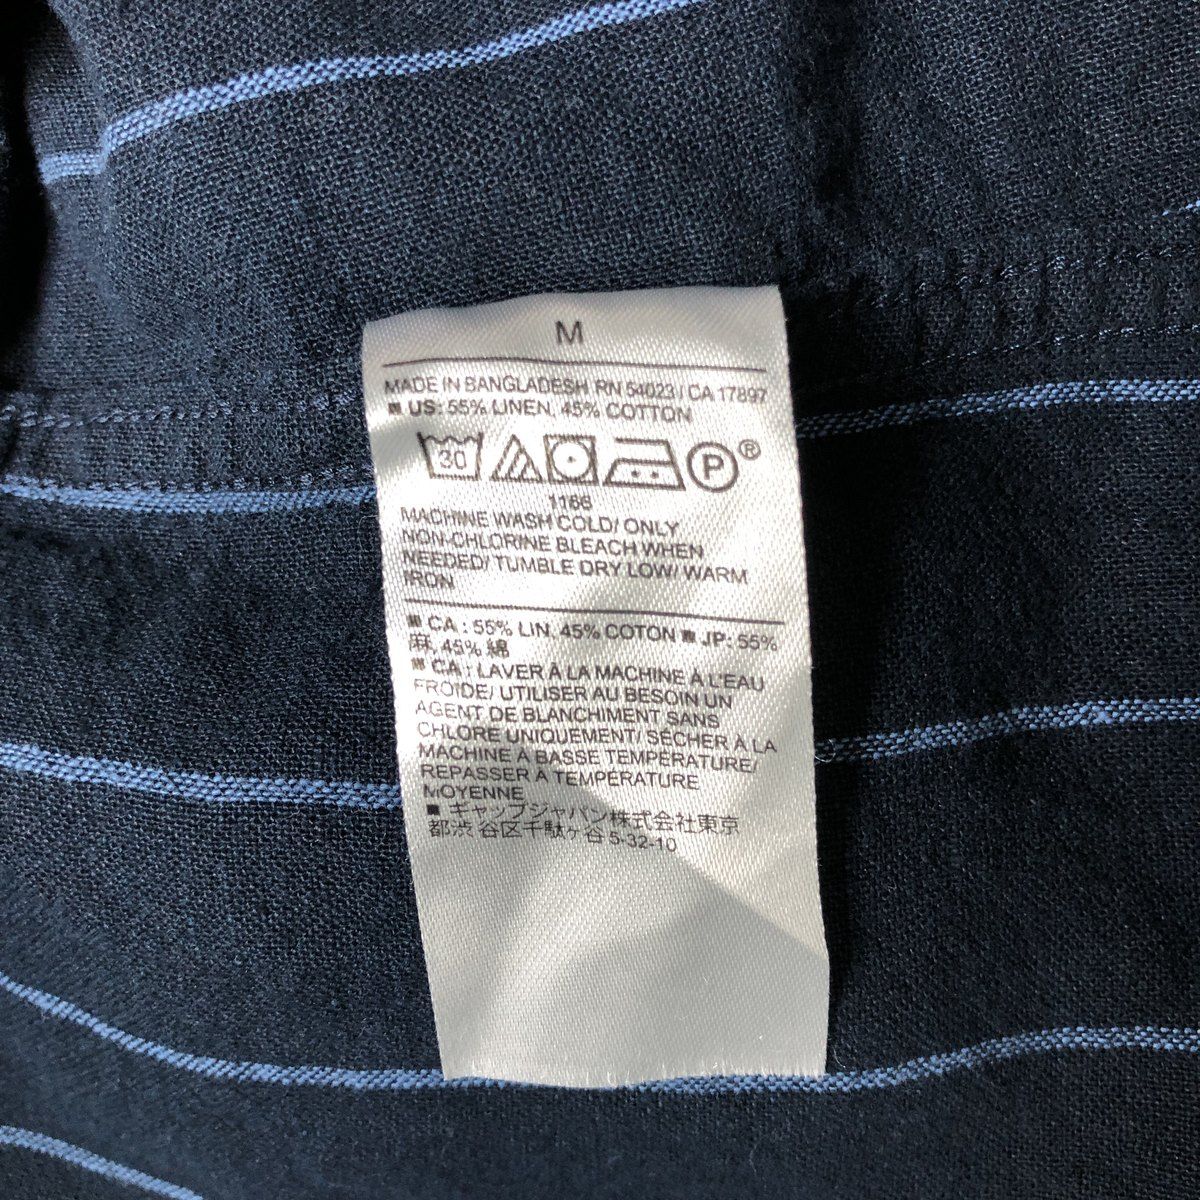 M
MADE IN BANGLADESH RN 54023 / CA 17897
■ US: 55% LINEN, 45% COTTON
30 P ®
1166
MACHINE WASH COLD/ ONLY
NON-CHLORINE BLEACH WHEN
NEEDED/ TUMBLE DRY LOW/ WARM
IRON
■ CA : 55% LIN, 45% COTON ■ JP: 55%
麻, 45% 綿
■ CA : LAVER À LA MACHINE À L'EAU
FROIDE/ UTILISER AU BESOIN UN
AGENT DE BLANCHIMENT SANS
CHLORE UNIQUEMENT/ SÉCHER À LA
MACHINE À BASSE TEMPÉRATURE/
REPASSER À TEMPÉRATURE
MOYENNE
■ ギャップジャパン株式会社東京
都渋谷区千駄ヶ谷 5-32-10